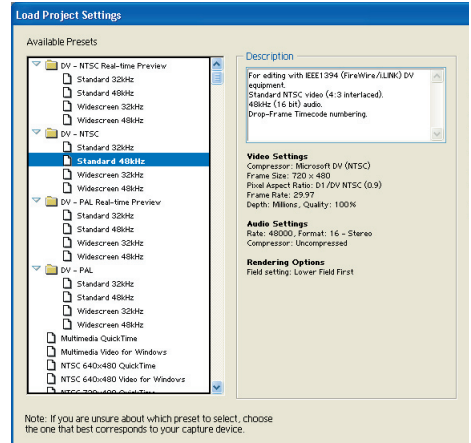 Load Project Settings
Available Presets
DV - NTSC Real-time Preview
Standard 32kHz
Standard 48kHz
Widescreen 32kHz
Widescreen 48kHz
DV - NTSC
Standard 32kHz
Standard 48kHz
Widescreen 32kHz
Widescreen 48kHz
DV - PAL Real-time Preview
Standard 32kHz
Standard 48kHz
Widescreen 32kHz
Widescreen 48kHz
DV - PAL
Standard 32kHz
Standard 48kHz
Widescreen 32kHz
Widescreen 48kHz
Multimedia QuickTime
Multimedia Video for Windows
NTSC 640x480 QuickTime
NTSC 640x480 Video for Windows
NTSC 720x480 QuickTime
Description
For editing with IEEE1394 (FireWire/i.LINK) DV
equipment.
Standard NTSC video (4:3 interlaced).
48kHz (16 bit) audio.
Drop-Frame Timecode numbering.
Video Settings
Compressor: Microsoft DV (NTSC)
Frame Size: 720 x 480
Pixel Aspect Ratio: D1/DV NTSC (0.9)
Frame Rate: 29.97
Depth: Millions, Quality: 100%
Audio Settings
Rate: 48000, Format: 16 - Stereo
Compressor: Uncompressed
Rendering Options
Field setting: Lower Field First
Note: If you are unsure about which preset to select, choose
the one that best corresponds to your capture device.